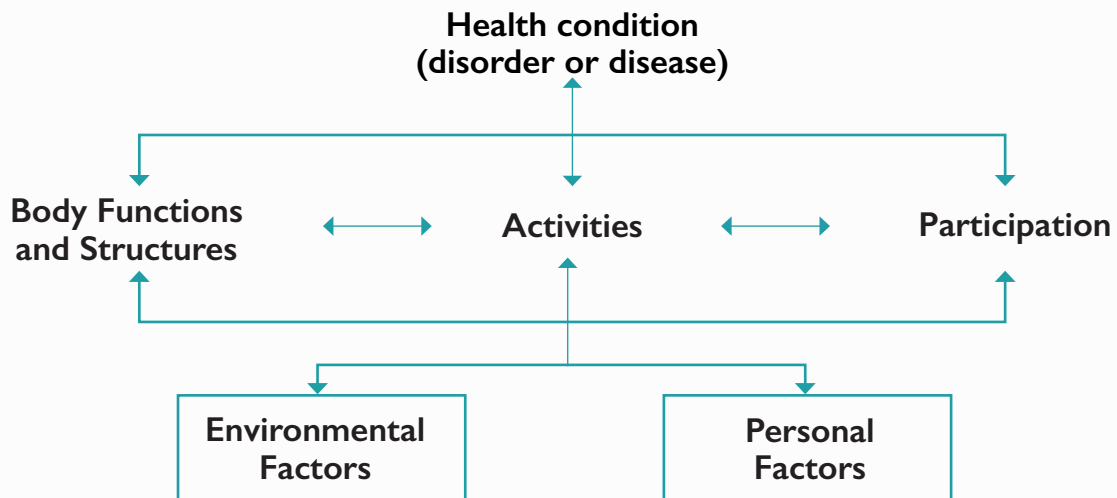 Health condition
(disorder or disease)
Body Functions
and Structures
Activities
Participation
Environmental
Factors
Personal
Factors